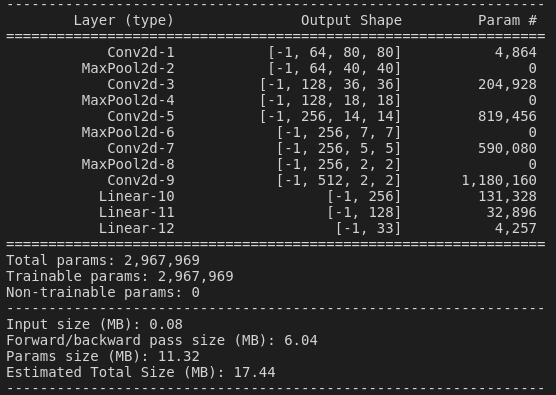 ----------------------------------------------------------------
        Layer (type)               Output Shape         Param #
================================================================
            Conv2d-1           [-1, 64, 80, 80]           4,864
         MaxPool2d-2           [-1, 64, 40, 40]               0
            Conv2d-3          [-1, 128, 36, 36]         204,928
         MaxPool2d-4          [-1, 128, 18, 18]               0
            Conv2d-5          [-1, 256, 14, 14]         819,456
         MaxPool2d-6            [-1, 256, 7, 7]               0
            Conv2d-7            [-1, 256, 5, 5]         590,080
         MaxPool2d-8            [-1, 256, 2, 2]               0
            Conv2d-9            [-1, 512, 2, 2]       1,180,160
           Linear-10                  [-1, 256]         131,328
           Linear-11                  [-1, 128]          32,896
           Linear-12                   [-1, 33]           4,257
================================================================
Total params: 2,967,969
Trainable params: 2,967,969
Non-trainable params: 0
----------------------------------------------------------------
Input size (MB): 0.08
Forward/backward pass size (MB): 6.04
Params size (MB): 11.32
Estimated Total Size (MB): 17.44
----------------------------------------------------------------